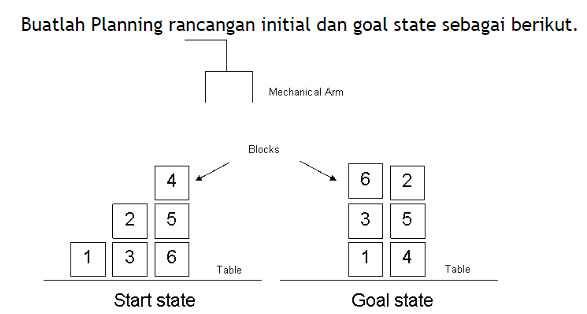 Buatlah Planning rancangan initial dan goal state sebagai berikut.
Mechanical Arm
Blocks
4
6 2
2 5
3 5
1 3 6
1 4
Table
Table
Start state
Goal state